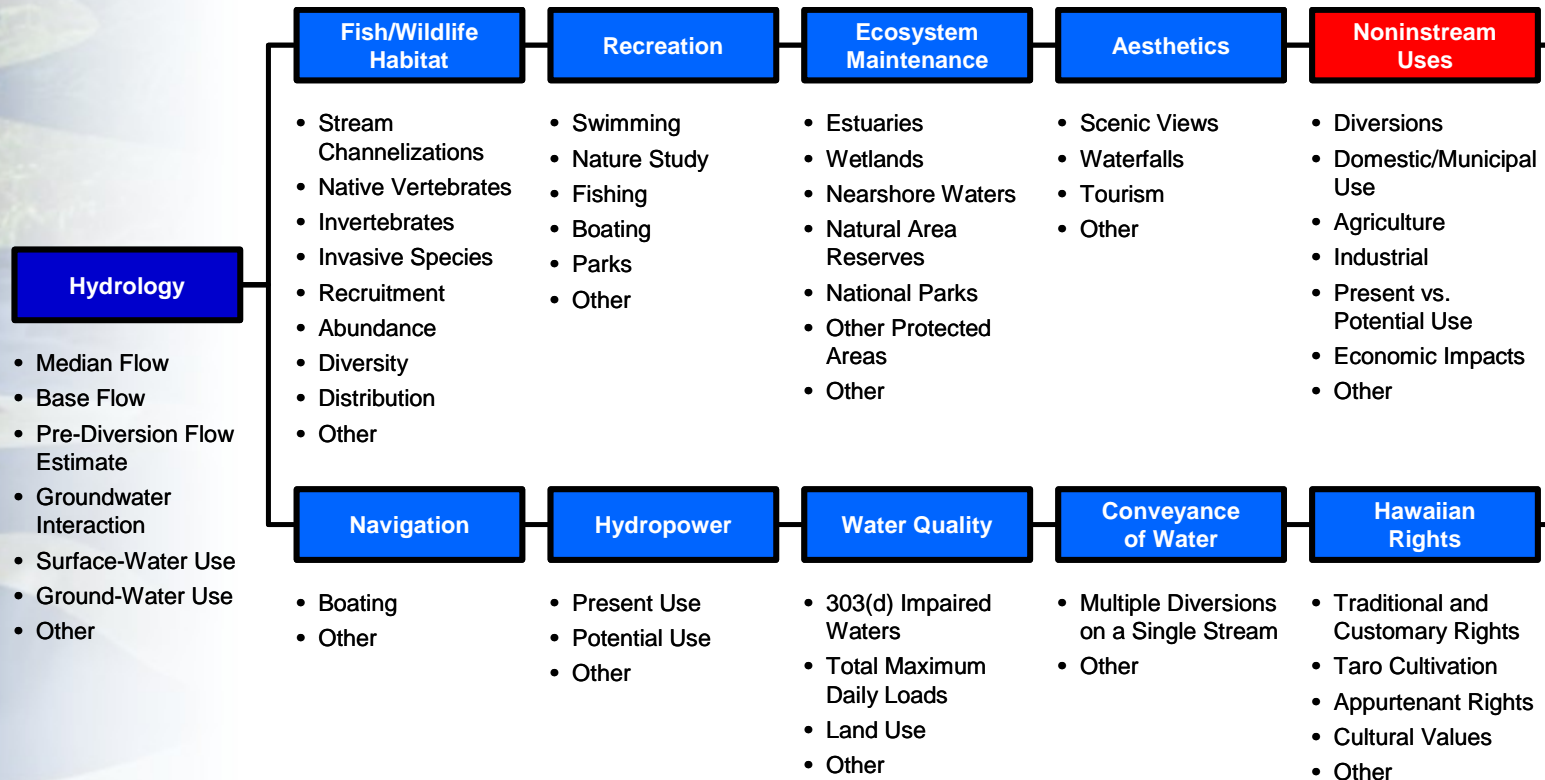 Hydrology
• Median Flow
• Base Flow
• Pre-Diversion Flow
Estimate
• Groundwater
Interaction
• Surface-Water Use
• Ground-Water Use
• Other
Fish/Wildlife
Habitat
• Stream
Channelizations
• Native Vertebrates
• Invertebrates
• Invasive Species
• Recruitment
• Abundance
• Diversity
• Distribution
• Other
Recreation
• Swimming
• Nature Study
• Fishing
• Boating
• Parks
• Other
Ecosystem
Maintenance
• Estuaries
• Wetlands
• Nearshore Waters
• Natural Area
Reserves
• National Parks
• Other Protected
Areas
• Other
Aesthetics
• Scenic Views
• Waterfalls
• Tourism
• Other
Noninstream
Uses
• Diversions
• Domestic/Municipal
Use
• Agriculture
• Industrial
• Present vs.
Potential Use
• Economic Impacts
• Other
Navigation
• Boating
• Other
Hydropower
• Present Use
• Potential Use
• Other
Water Quality
• 303(d) Impaired
Waters
• Total Maximum
Daily Loads
• Land Use
• Other
Conveyance
of Water
• Multiple Diversions
on a Single Stream
• Other
Hawaiian
Rights
• Traditional and
Customary Rights
• Taro Cultivation
• Appurtenant Rights
• Cultural Values
• Other